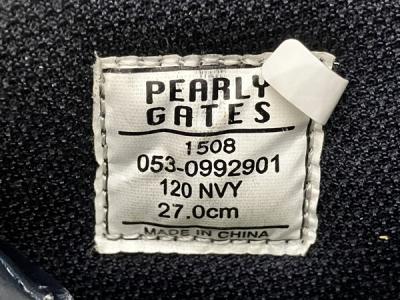 PEARLY
GATES
1508
053-0992901
120 NVY
27.0cm
MADE IN CHINA